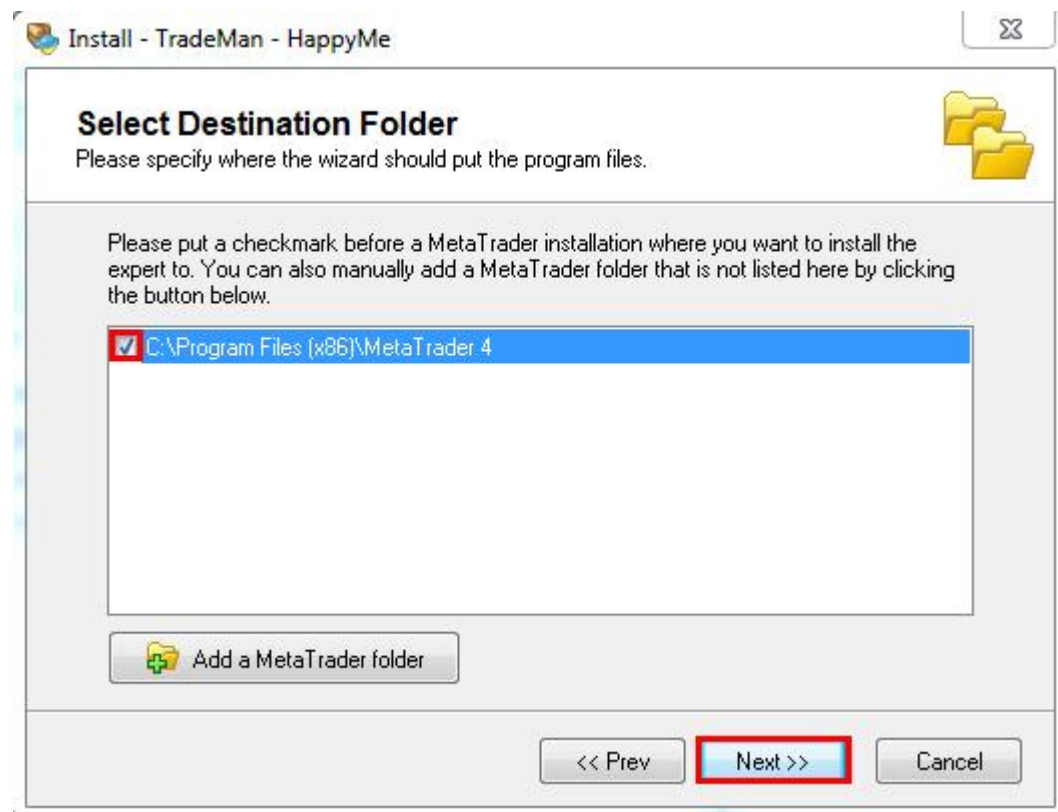 Install - TradeMan - HappyMe
Select Destination Folder
Please specify where the wizard should put the program files.
Please put a checkmark before a MetaTrader installation where you want to install the
expert to. You can also manually add a MetaTrader folder that is not listed here by clicking
the button below.
C:\Program Files (x86)\MetaTrader 4
Add a MetaTrader folder
<< Prev
Next >>
Cancel